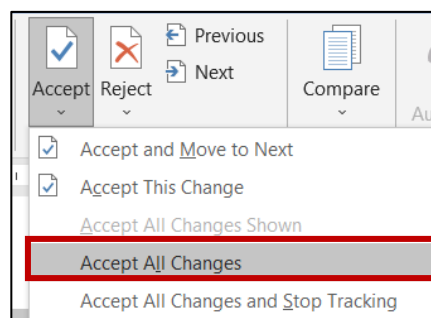 Previous
Next
Accept
Reject
Compare
Accept and Move to Next
Accept This Change
Accept All Changes Shown
Accept All Changes
Accept All Changes and Stop Tracking